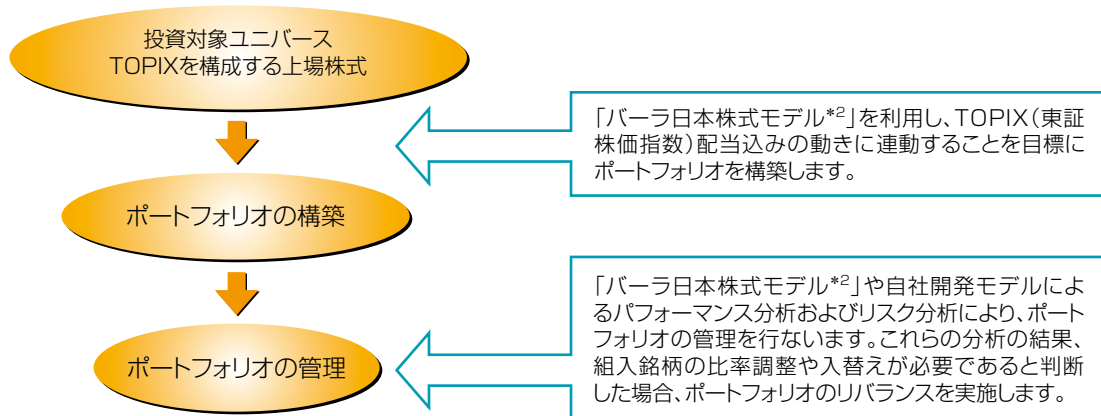 投資対象ユニバース
TOPIXを構成する上場株式
「バーラ日本株式モデル*2」を利用し、TOPIX(東証
株価指数)配当込みの動きに連動することを目標に
ポートフォリオを構築します。
ポートフォリオの構築
「バーラ日本株式モデル*2」や自社開発モデルによ
るパフォーマンス分析およびリスク分析により、ポート
フォリオの管理を行ないます。これらの分析の結果、
組入銘柄の比率調整や入替えが必要であると判断
した場合、ポートフォリオのリバランスを実施します。
ポートフォリオの管理